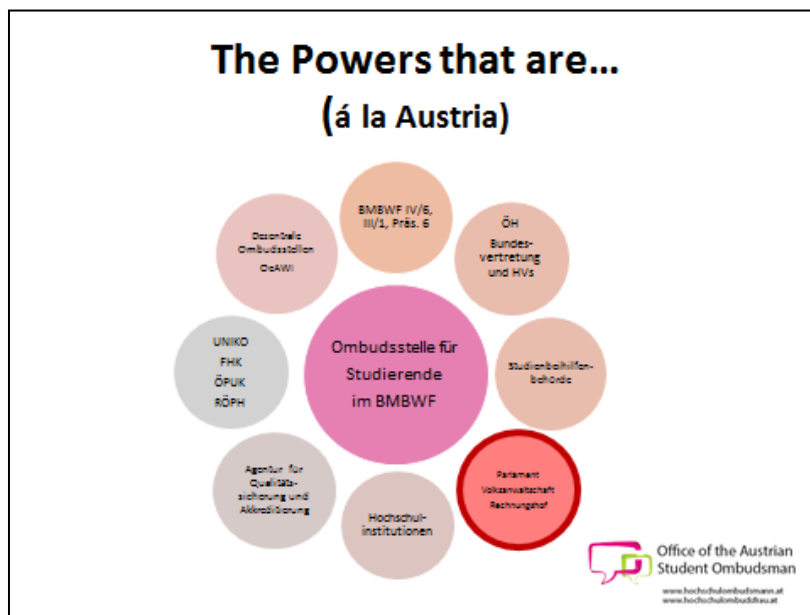 The Powers that are...
(á la Austria)
BMBWF IV/6,
III/1, Präs. 6
ÖH
Bundes-
vertretung
und HVs
Studienbeihilfen-
behörde
Parlament
Volksanwaltschaft
Rechnungshof
Hochschul-
institutionen
Agentur für
Qualitäts-
sicherung und
Akkreditierung
UNIKO
FHK
ÖPUK
RÖPH
Dezentrale
Ombudsstellen
OeAWI
Ombudsstelle für
Studierende
im BMBWF
Office of the Austrian
Student Ombudsman
www.hochschulombudsmann.at
www.hochschulombudsfrau.at